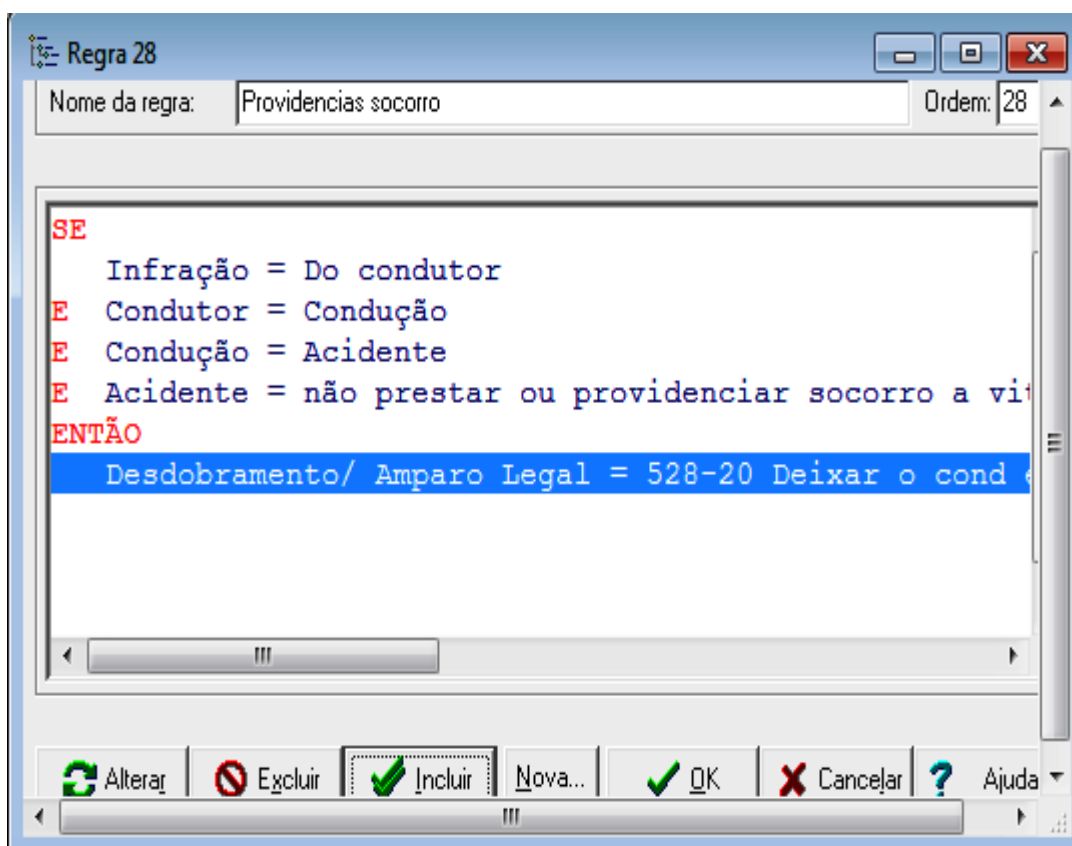 Regra 28
Nome da regra: Providencias socorro Ordem: 28
SE
Infração = Do condutor
E Condutor = Condução
E Condução = Acidente
E Acidente = não prestar ou providenciar socorro a
ENTÃO
Desdobramento/ Amparo Legal = 528-20 Deixar o cond
Alterar Excluir Incluir Nova... OK Cancelar ? Ajuda